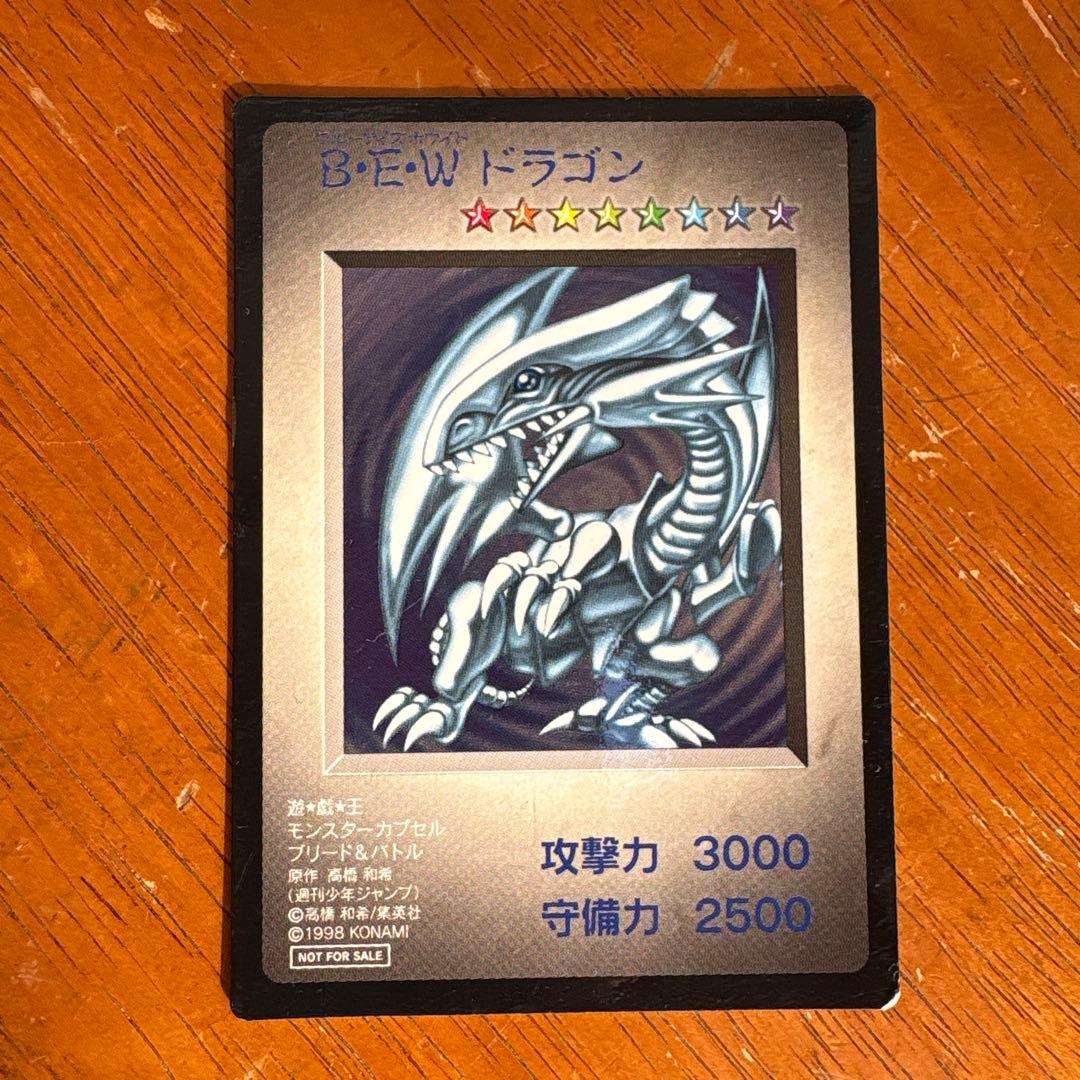 ブルーアイズホワイト
B・E・W ドラゴン
遊★戯★王
モンスターカプセル
ブリード&バトル
原作 高橋 和希
(週刊少年ジャンプ)
©高橋 和希/集英社
©1998 KONAMI
NOT FOR SALE
攻撃力 3000
守備力 2500